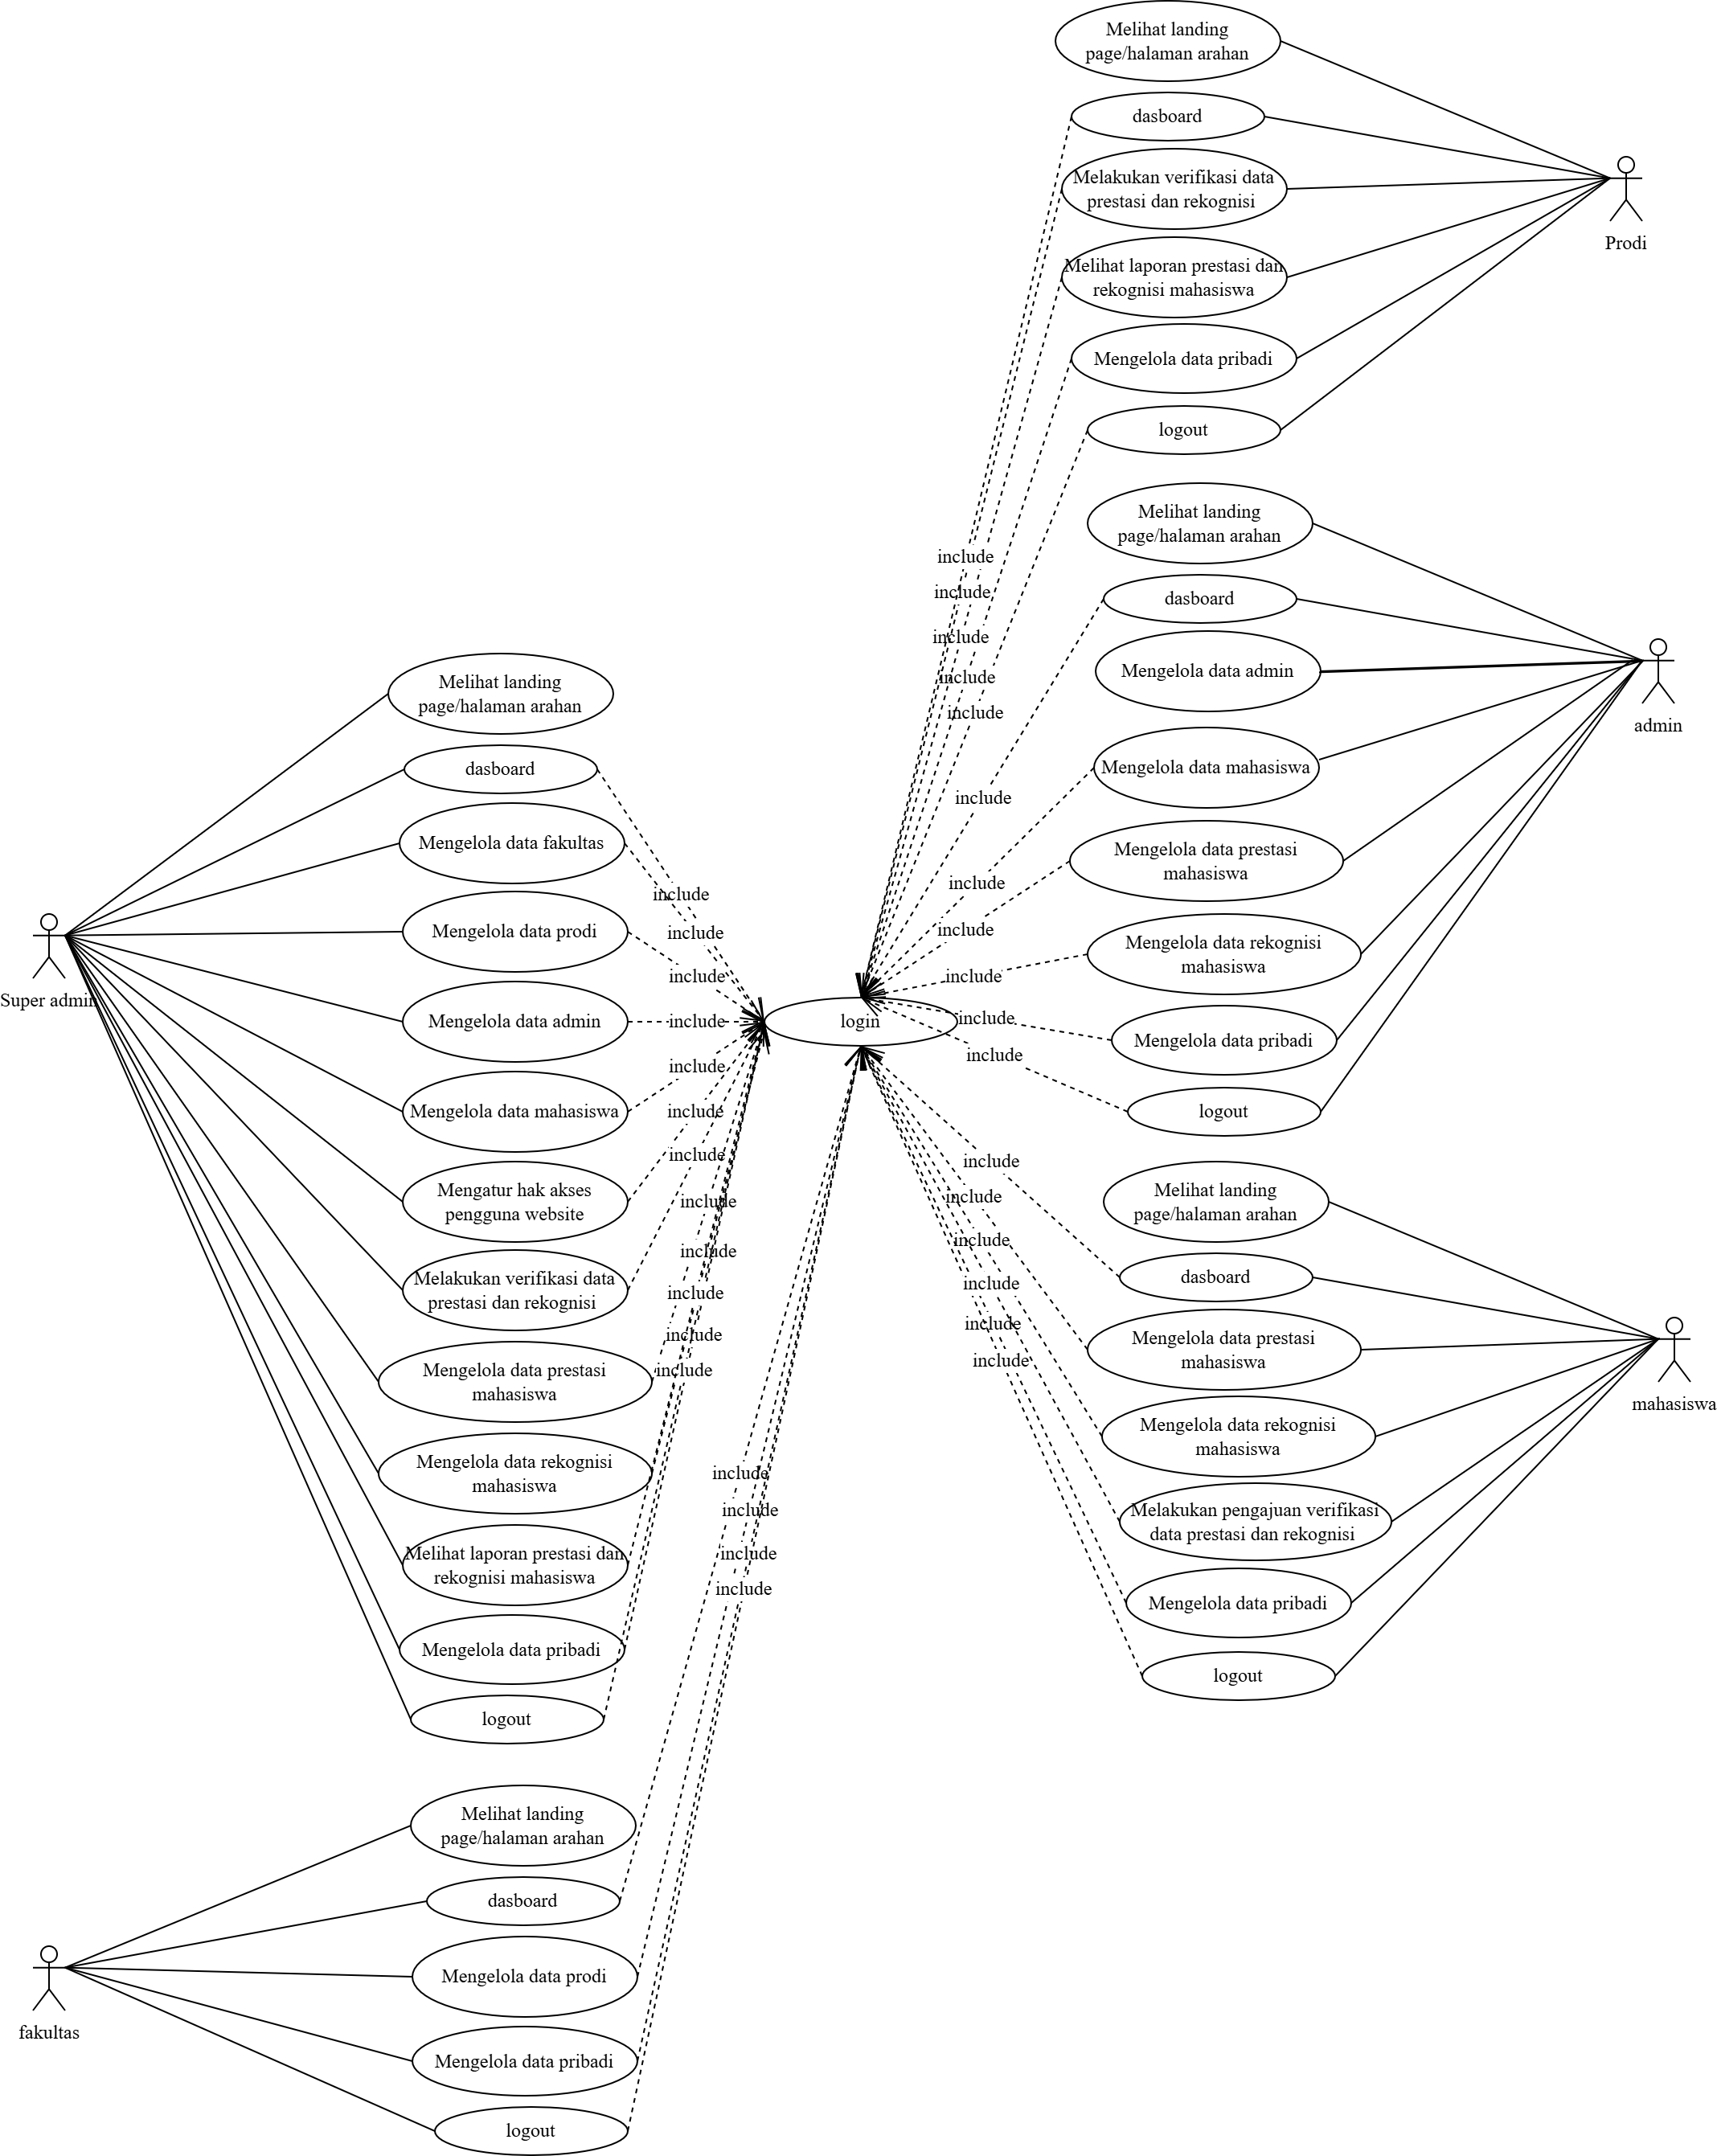 Melihat landing
page/halaman arahan
dasboard
Melakukan verifikasi data
prestasi dan rekognisi
Melihat laporan prestasi dan
rekognisi mahasiswa
Mengelola data pribadi
logout
Prodi
include
include
include
include
include
Melihat landing
page/halaman arahan
dasboard
Mengelola data admin
Mengelola data mahasiswa
Mengelola data prestasi
mahasiswa
Mengelola data rekognisi
mahasiswa
Mengelola data pribadi
logout
admin
include
include
include
include
include
include
Melihat landing
page/halaman arahan
dasboard
Mengelola data fakultas
Mengelola data prodi
Mengelola data admin
Mengelola data mahasiswa
Mengatur hak akses
pengguna website
Melakukan verifikasi data
prestasi dan rekognisi
Mengelola data prestasi
mahasiswa
Mengelola data rekognisi
mahasiswa
Melihat laporan prestasi dan
rekognisi mahasiswa
Mengelola data pribadi
logout
Super admin
include
include
include
include
include
include
include
include
include
include
include
include
login
Melihat landing
page/halaman arahan
dasboard
Mengelola data prestasi
mahasiswa
Mengelola data rekognisi
mahasiswa
Melakukan pengajuan verifikasi
data prestasi dan rekognisi
Mengelola data pribadi
logout
mahasiswa
include
include
include
include
include
include
include
include
include
include
Melihat landing
page/halaman arahan
dasboard
Mengelola data prodi
Mengelola data pribadi
logout
fakultas